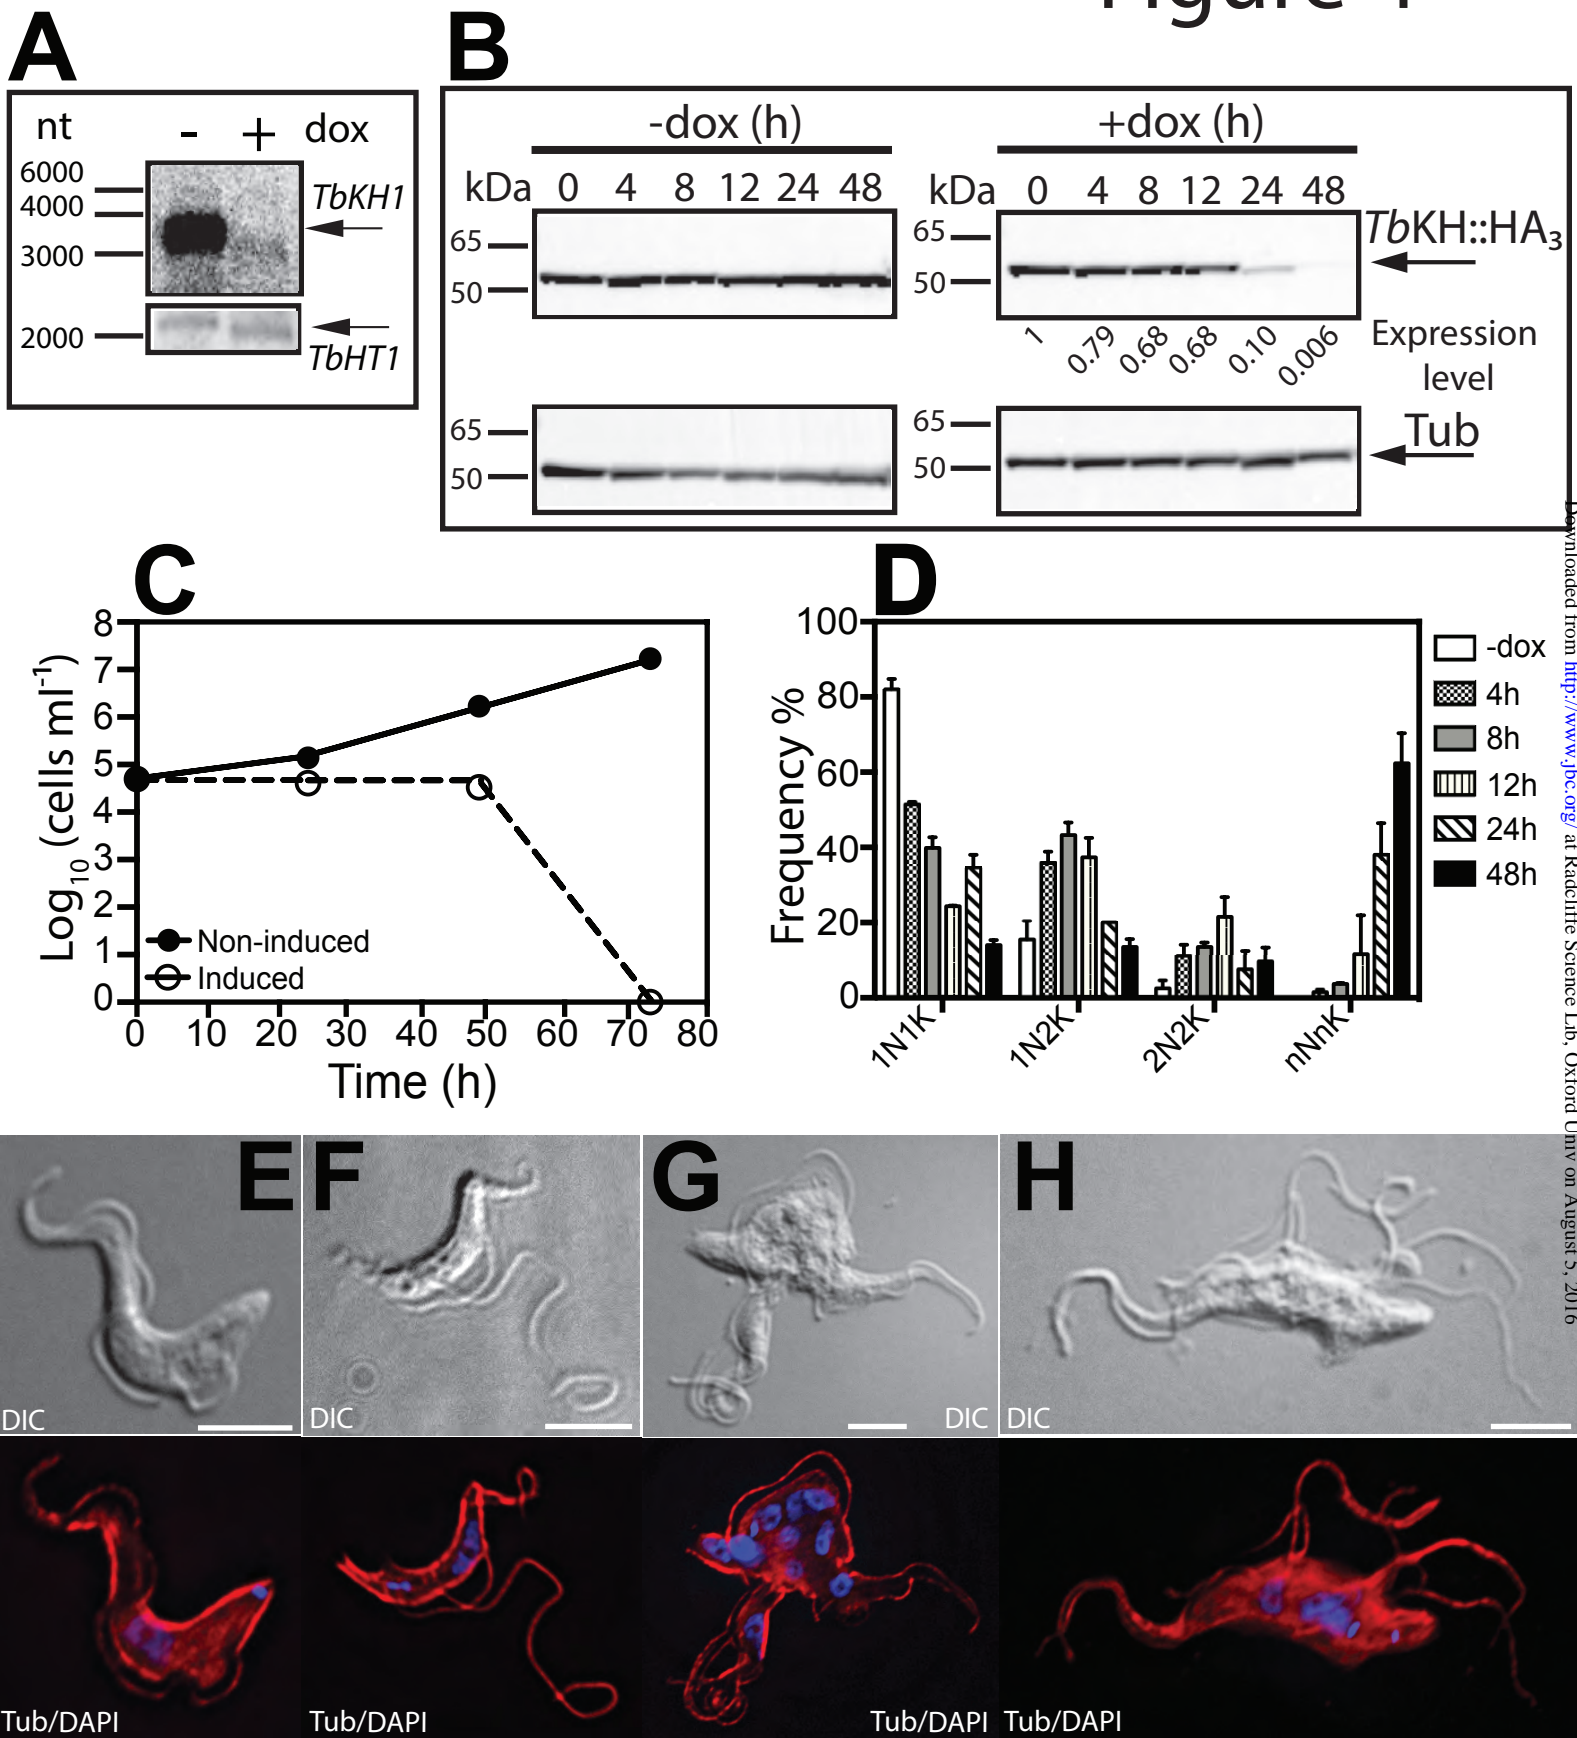 A
nt - + dox
6000
4000
3000
2000
TbKH1
TbHT1
B
-dox (h) +dox (h)
kDa 0 4 8 12 24 48
kDa 0 4 8 12 24 48
65
50
65
50
TbKH::HA3
1 0.79 0.68 0.68 0.10 0.006
Expression
level
65
50
65
50
Tub
C
Log10 (cells ml-1)
8
7
6
5
4
3
2
1
0
Non-induced
Induced
0 10 20 30 40 50 60 70 80
Time (h)
D
Frequency %
100
80
60
40
20
0
1N1K 1N2K 2N2K nNnK
-dox
4h
8h
12h
24h
48h
Downloaded from http://www.jbc.org/ at Radcliffe Science Lib, Oxford Univ on August 5, 2016
E F G H
DIC DIC DIC DIC
Tub/DAPI Tub/DAPI Tub/DAPI Tub/DAPI